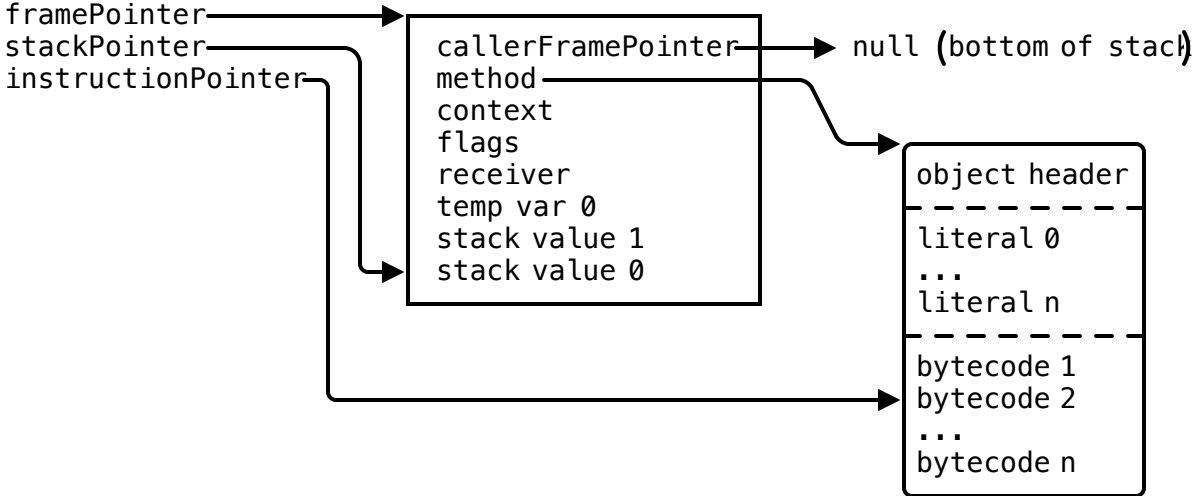 framePointer
stackPointer
instructionPointer
callerFramePointer
null (bottom of stack)
method
context
flags
receiver
temp var 0
stack value 1
stack value 0
object header
literal 0
...
literal n
bytecode 1
bytecode 2
...
bytecode n